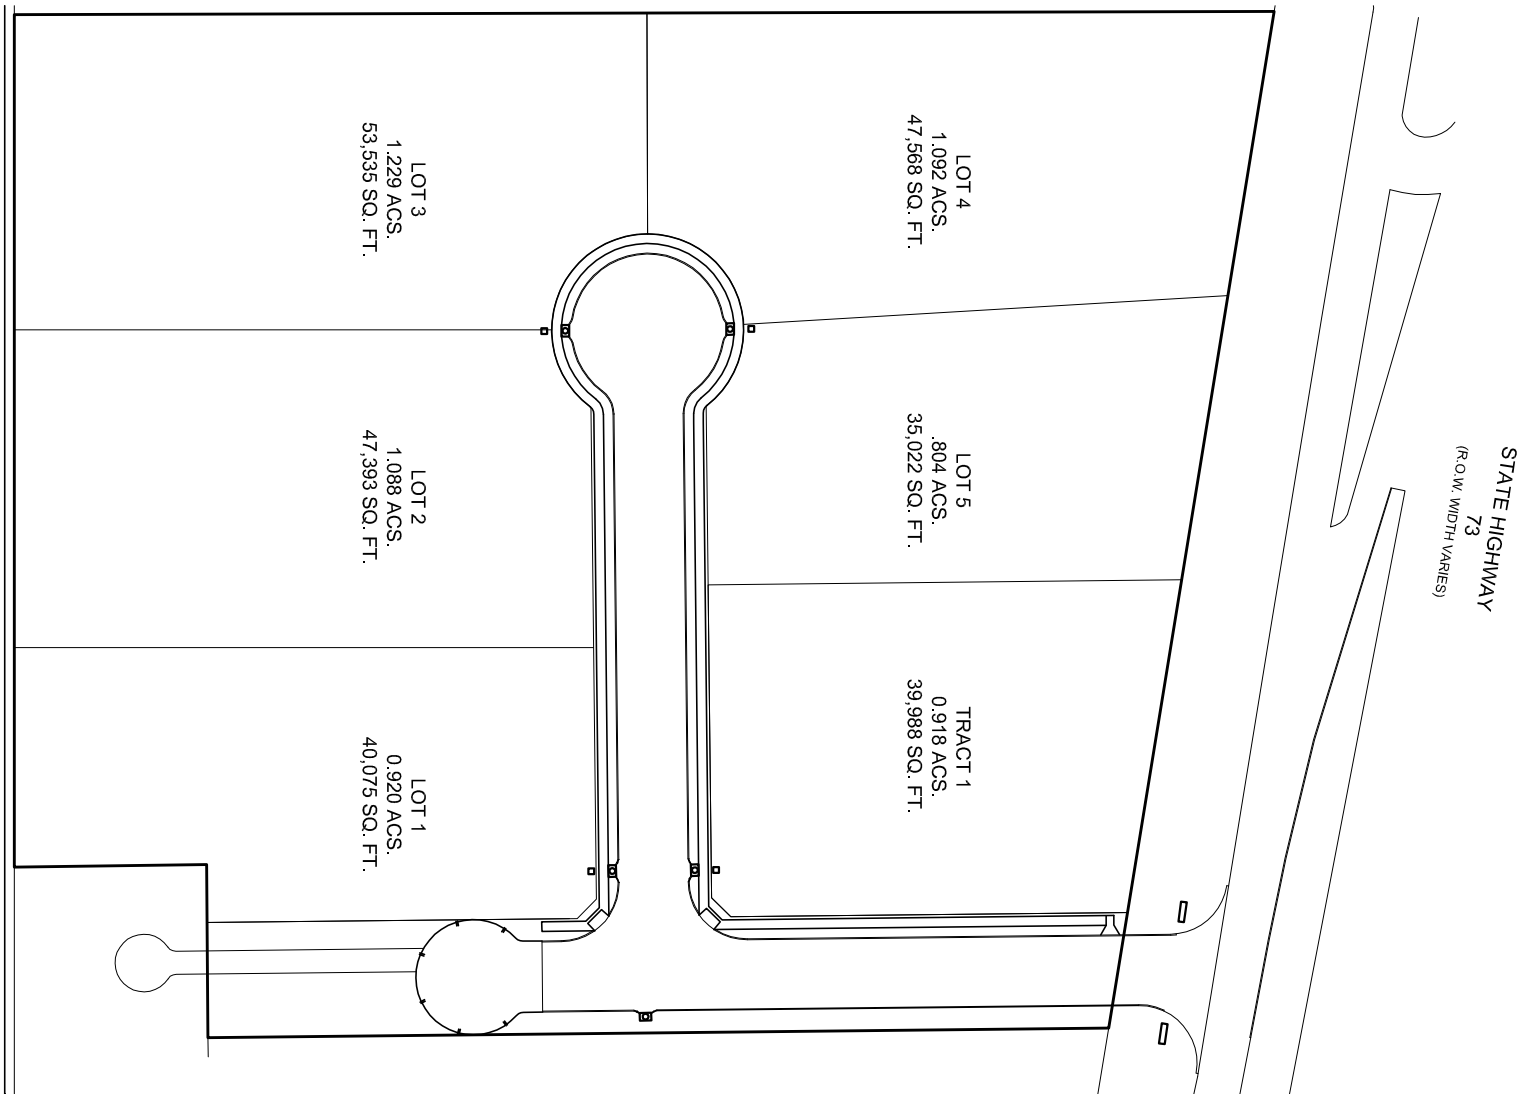 STATE HIGHWAY
73
(R.O.W. WIDTH VARIES)
LOT 4
1.092 ACS.
47,568 SQ. FT.
LOT 5
.804 ACS.
35,022 SQ. FT.
TRACT 1
0.918 ACS.
39,988 SQ. FT.
LOT 3
1.229 ACS.
53,535 SQ. FT.
LOT 2
1.088 ACS.
47,393 SQ. FT.
LOT 1
0.920 ACS.
40,075 SQ. FT.